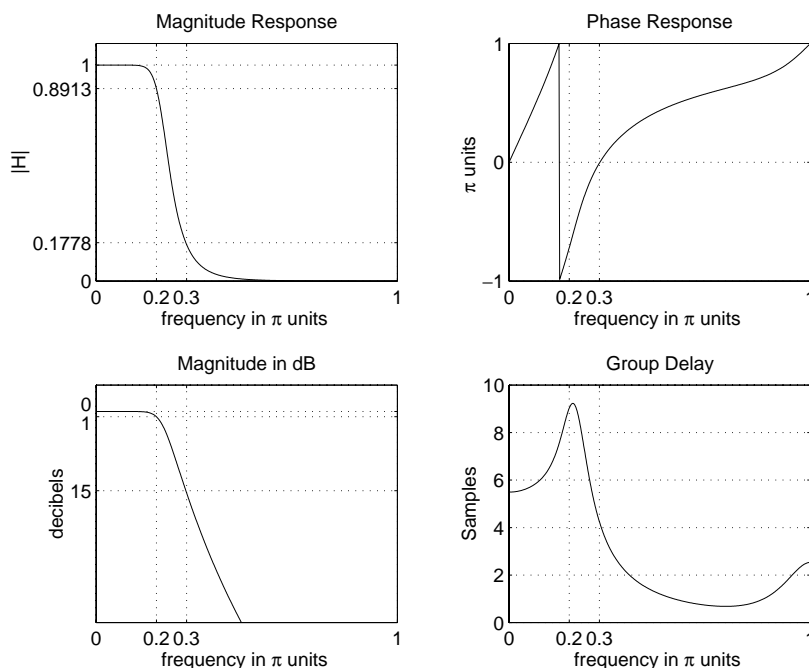 Magnitude Response
|H|
1
0.8913
0.1778
0
0 0.2 0.3 1
frequency in π units
Phase Response
π units
1
0
−1
0 0.2 0.3 1
frequency in π units
Magnitude in dB
decibels
0
1
15
0 0.2 0.3 1
frequency in π units
Group Delay
Samples
10
8
6
4
2
0
0 0.2 0.3 1
frequency in π units